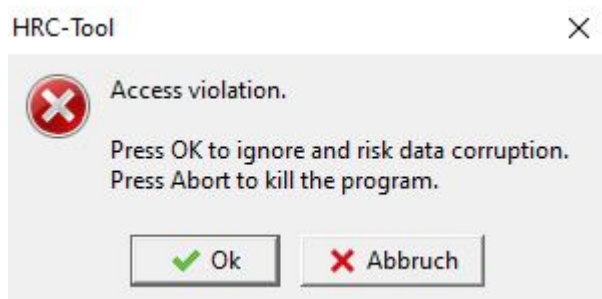 HRC-Tool
Access violation.
Press OK to ignore and risk data corruption.
Press Abort to kill the program.
Ok
Abbruch